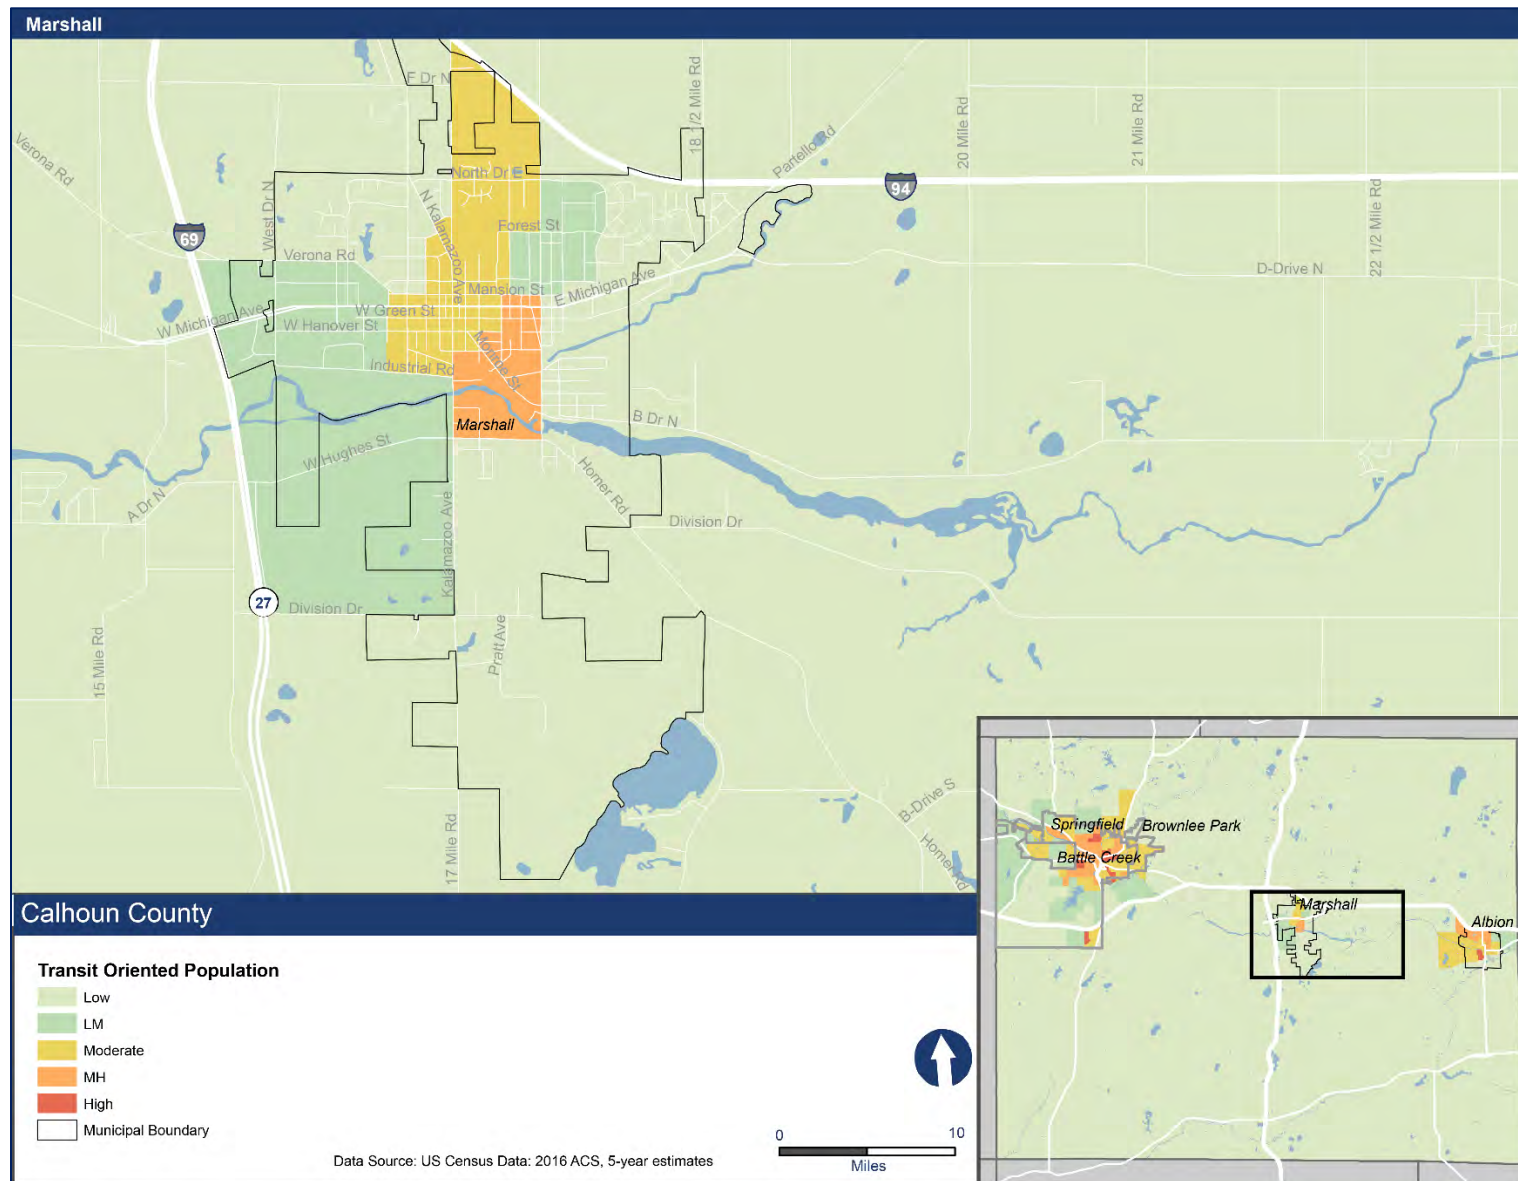 Marshall
F Dr N
18 1/2 Mile Rd
Partello Rd
20 Mile Rd
21 Mile Rd
Verona Rd
North Dr E
94
22 1/2 Mile Rd
West Dr N
N Kalamazoo Ave
Forest St
69
Verona Rd
D-Drive N
Mansion St
E Michigan Ave
W Michigan Ave
W Green St
W Hanover St
Monroe St
Industrial Rd
Marshall
B Dr N
W Hughes St
Homer Rd
A Dr N
Kalamazoo Ave
Division Dr
27
Division Dr
15 Mile Rd
Pratt Ave
17 Mile Rd
B-Drive S
Homer Rd
Springfield
Brownlee Park
Battle Creek
Marshall
Albion
Calhoun County
Transit Oriented Population
Low
LM
Moderate
MH
High
Municipal Boundary
Data Source: US Census Data: 2016 ACS, 5-year estimates
0 10
Miles